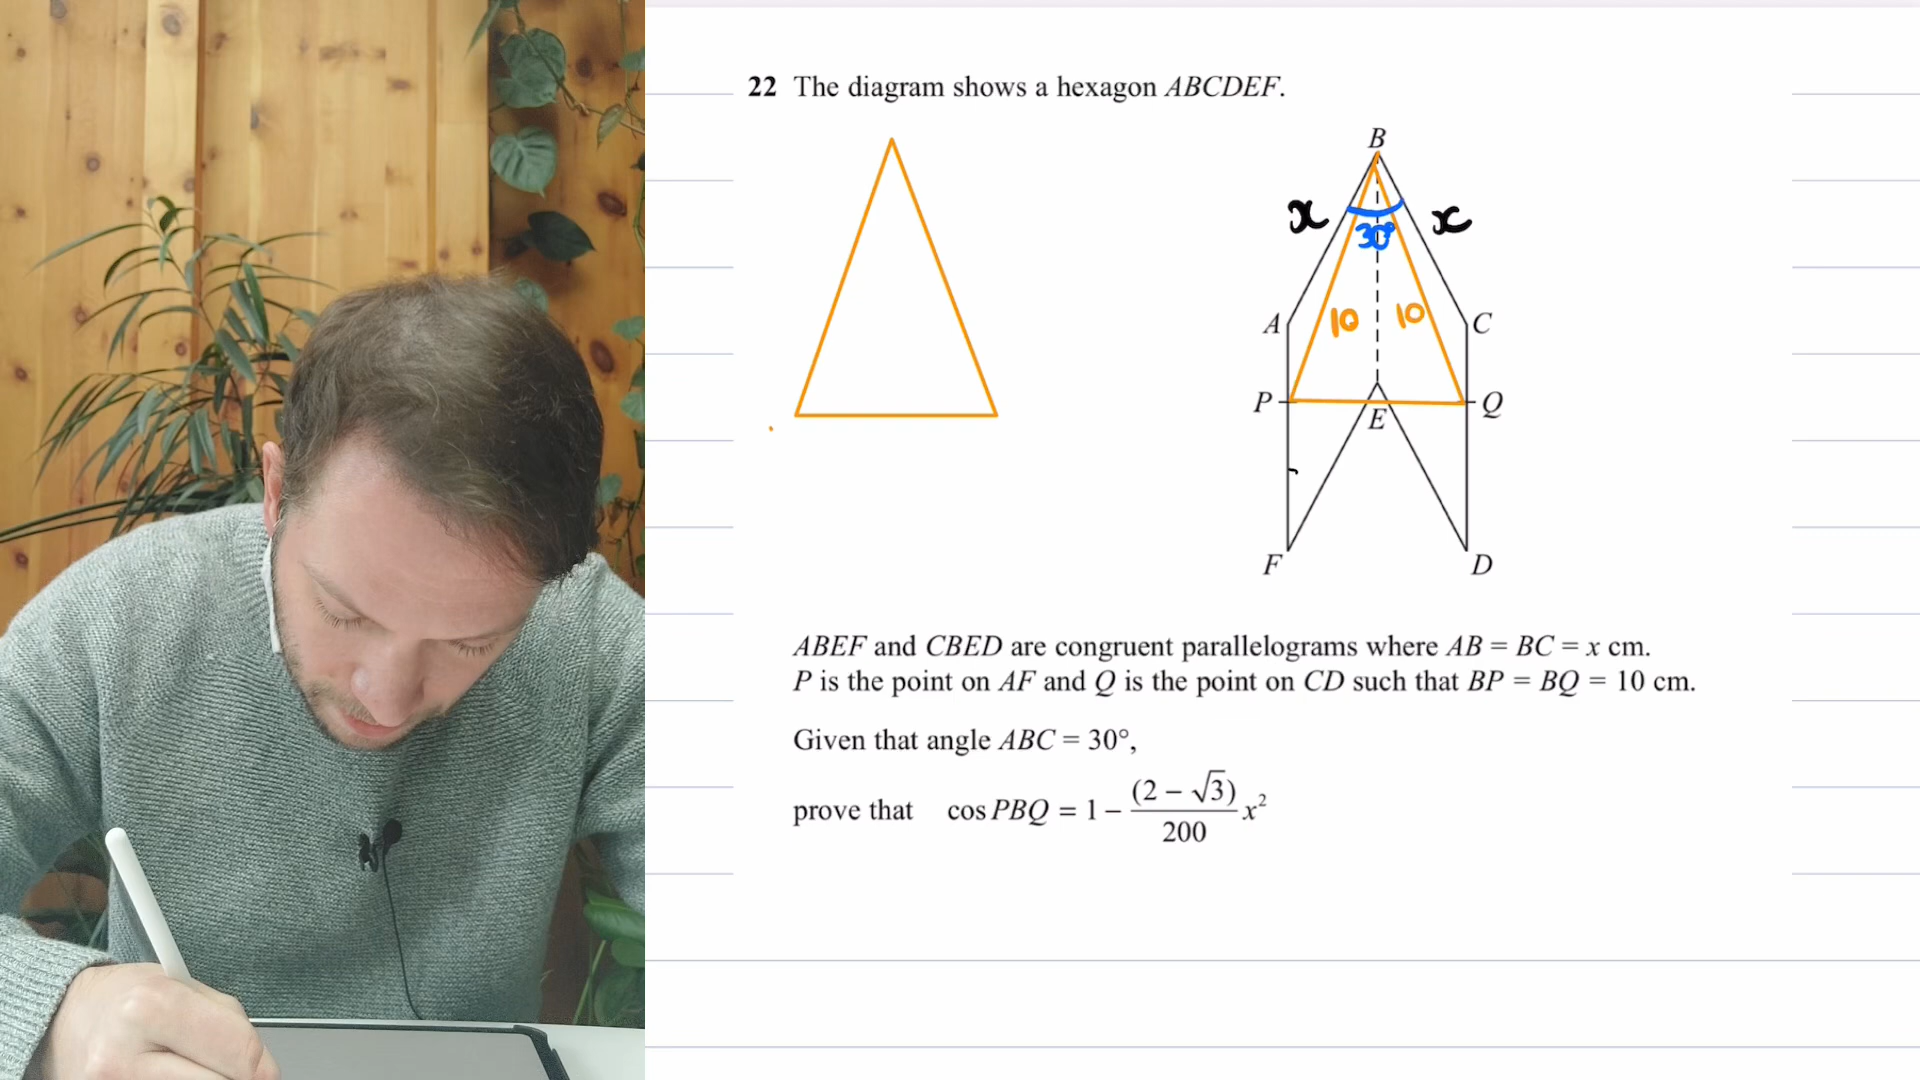 22 The diagram shows a hexagon ABCDEF.
B
x x
30°
10 10
A C
P E Q
F D
ABEF and CBED are congruent parallelograms where AB = BC = x cm.
P is the point on AF and Q is the point on CD such that BP = BQ = 10 cm.
Given that angle ABC = 30°,
prove that cos PBQ = 1 − (2 − √3)/200 x²